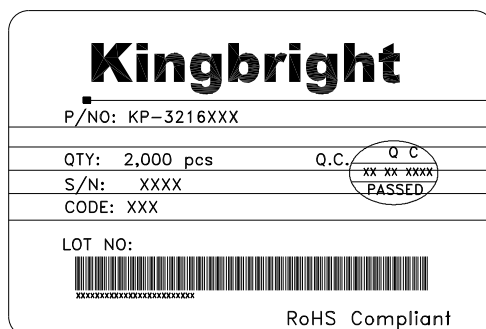 Kingbright
P/NO: KP-3216XXX
QTY: 2,000 pcs
Q.C.
Q C
XX XX XXXX
PASSED
S/N: XXXX
CODE: XXX
LOT NO:
XXXXXXXXXXXXXXXXXXXXXXXXX
RoHS Compliant